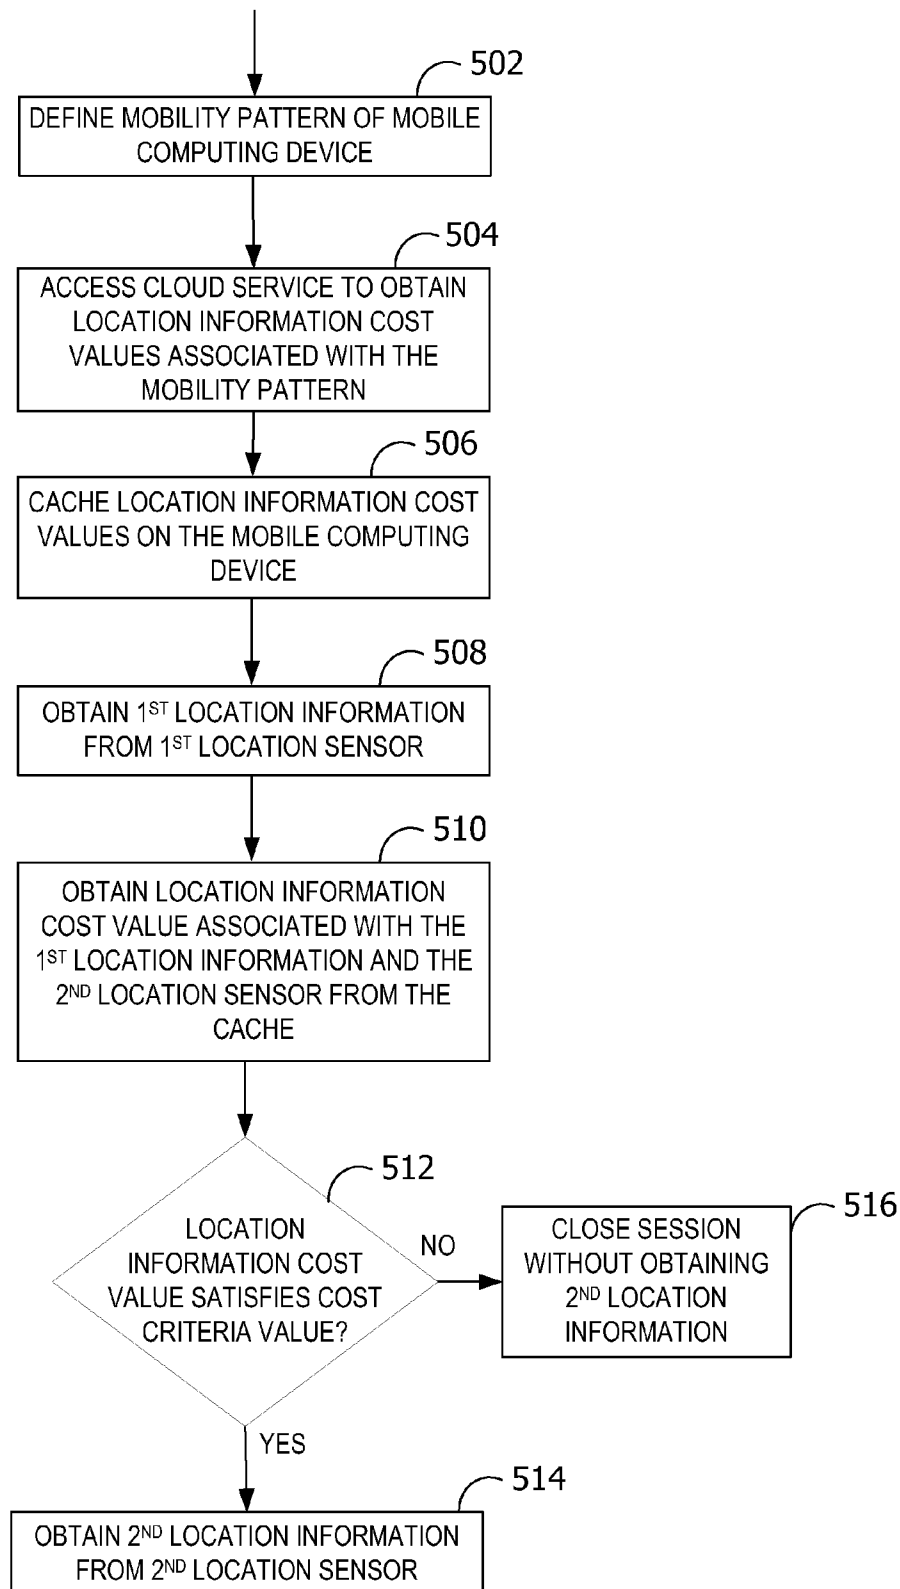 502
DEFINE MOBILITY PATTERN OF MOBILE
COMPUTING DEVICE
504
ACCESS CLOUD SERVICE TO OBTAIN
LOCATION INFORMATION COST
VALUES ASSOCIATED WITH THE
MOBILITY PATTERN
506
CACHE LOCATION INFORMATION COST
VALUES ON THE MOBILE COMPUTING
DEVICE
508
OBTAIN 1ST LOCATION INFORMATION
FROM 1ST LOCATION SENSOR
510
OBTAIN LOCATION INFORMATION
COST VALUE ASSOCIATED WITH THE
1ST LOCATION INFORMATION AND THE
2ND LOCATION SENSOR FROM THE
CACHE
512
LOCATION
INFORMATION COST
VALUE SATISFIES COST
CRITERIA VALUE?
NO
516
CLOSE SESSION
WITHOUT OBTAINING
2ND LOCATION
INFORMATION
YES
514
OBTAIN 2ND LOCATION INFORMATION
FROM 2ND LOCATION SENSOR